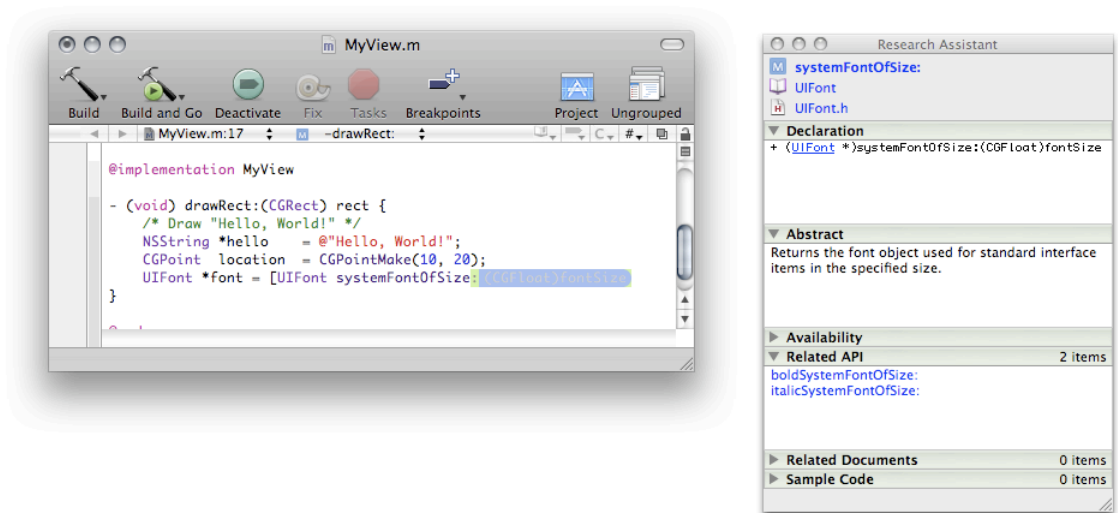 MyView.m
Build
Build and Go
Deactivate
Fix
Tasks
Breakpoints
Project
Ungrouped
MyView.m:17
M -drawRect:
C
#
@implementation MyView
- (void) drawRect:(CGRect) rect {
/* Draw "Hello, World!" */
NSString *hello = @"Hello, World!";
CGPoint location = CGPointMake(10, 20);
UIFont *font = [UIFont systemFontOfSize:(CGFloat)fontSize
}
Research Assistant
M systemFontOfSize:
UIFont
UIFont.h
Declaration
+ (UIFont *)systemFontOfSize:(CGFloat)fontSize
Abstract
Returns the font object used for standard interface
items in the specified size.
Availability
Related API 2 items
boldSystemFontOfSize:
italicSystemFontOfSize:
Related Documents 0 items
Sample Code 0 items